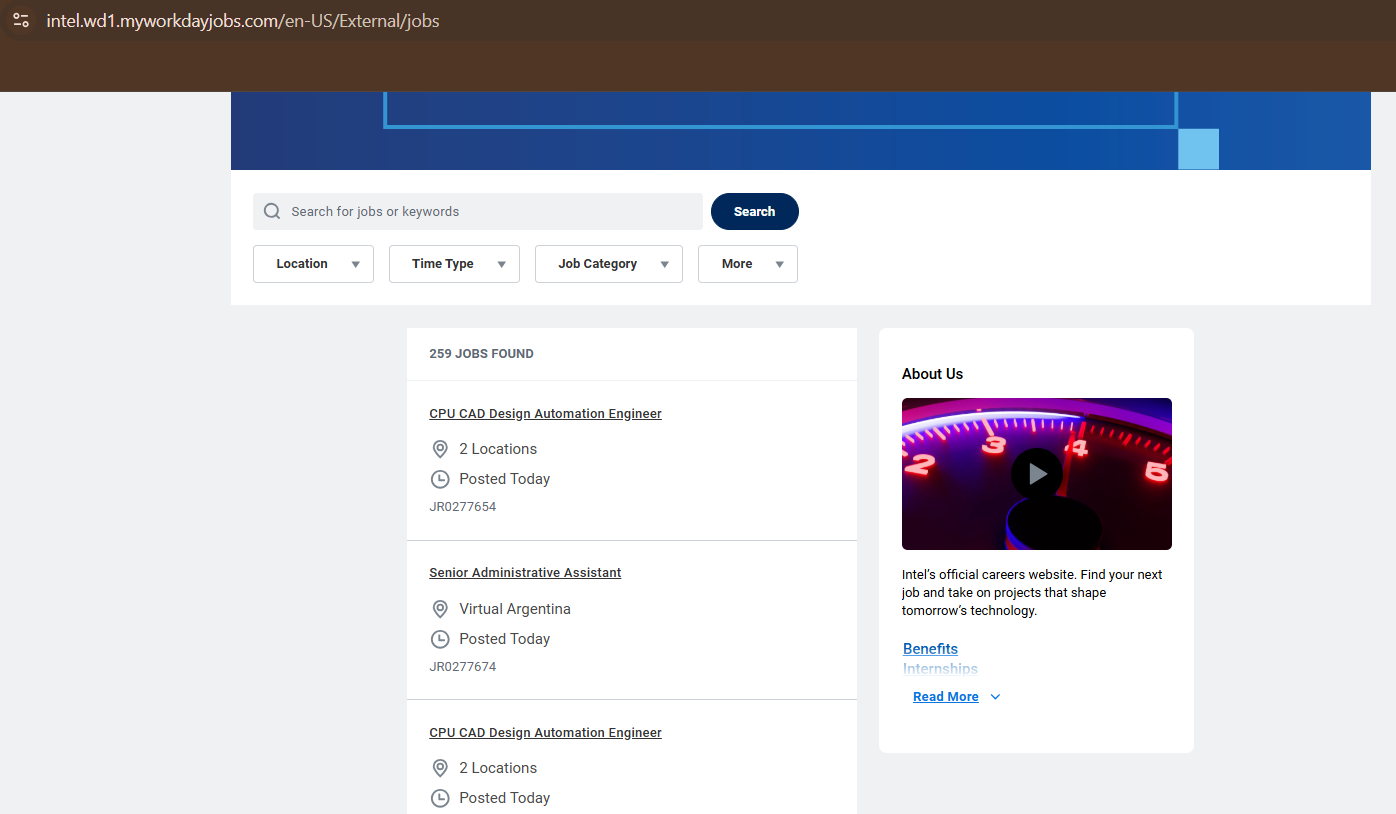 intel.wd1.myworkdayjobs.com/en-US/External/jobs
Search for jobs or keywords
Search
Location
Time Type
Job Category
More
259 JOBS FOUND
CPU CAD Design Automation Engineer
2 Locations
Posted Today
JR0277654
Senior Administrative Assistant
Virtual Argentina
Posted Today
JR0277674
CPU CAD Design Automation Engineer
2 Locations
Posted Today
About Us
2 3 4 5
Intel's official careers website. Find your next
job and take on projects that shape
tomorrow's technology.
Benefits
Internships
Read More